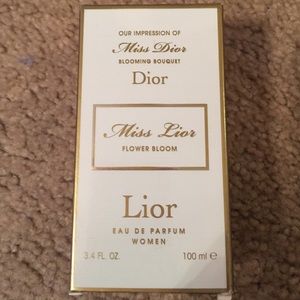 OUR IMPRESSION OF
Miss Dior
BLOOMING BOUQUET
Dior
Miss Lior
FLOWER BLOOM
Lior
EAU DE PARFUM
WOMEN
3.4 FL. OZ. 100 ml e